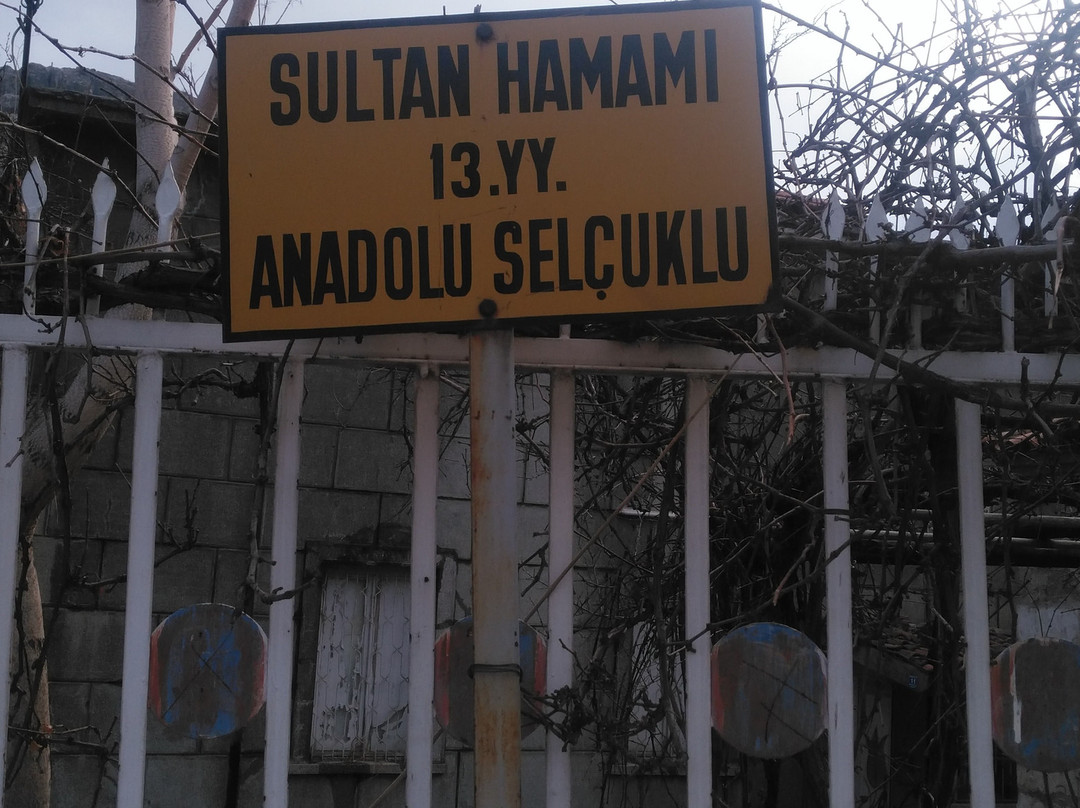 SULTAN HAMAMI
13.YY.
ANADOLU SELÇUKLU